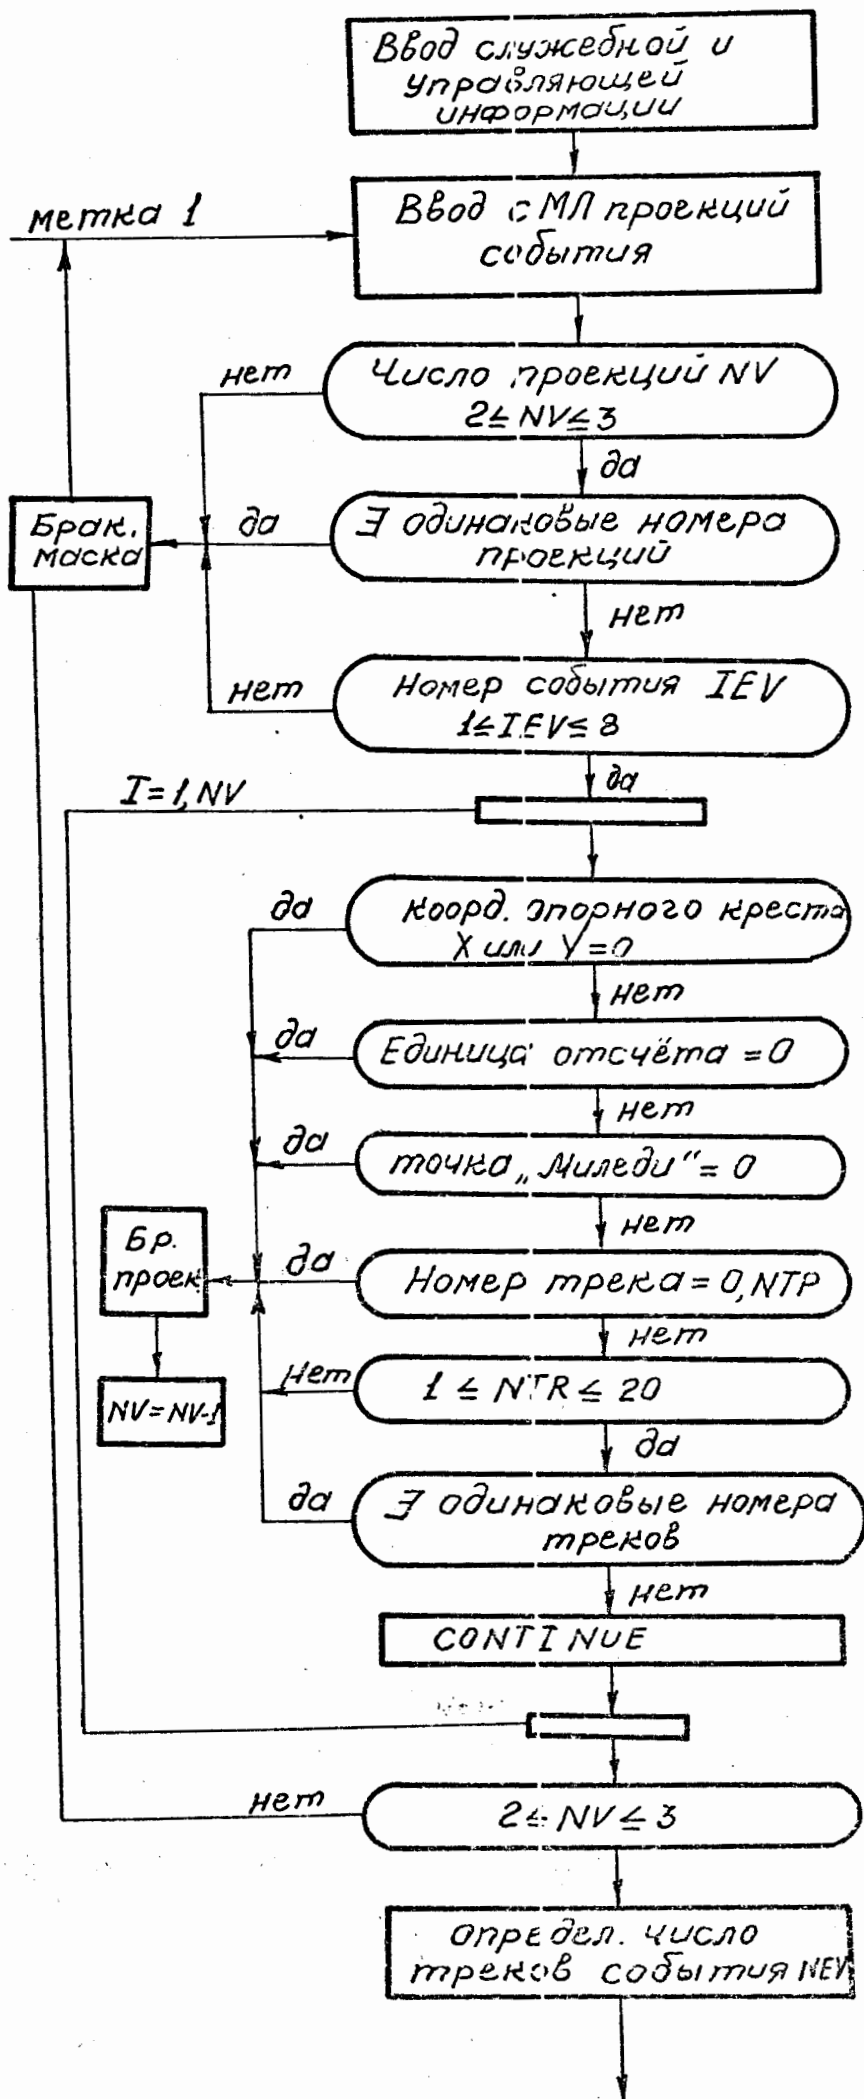 Ввод служебной и
управляющей
информации
метка 1
Ввод с МЛ проекций
события
нет
Число проекций NV
2≤NV≤3
да
Брак.
маска
да
∃ одинаковые номера
проекций
нет
нет
Номер события IEV
1≤IEV≤8
да
I=1,NV
да
коорд. опорного креста
X или Y=0
нет
да
Единица отсчёта =0
нет
да
точка „Миледи“= 0
нет
Бр.
проек
да
Номер трека=0,NTP
нет
NV=NV-1
Нет
1 ≤ NTR ≤ 20
да
да
∃ одинаковые номера
треков
нет
CONTINUE
нет
2≤NV≤3
определ. число
треков события NEV